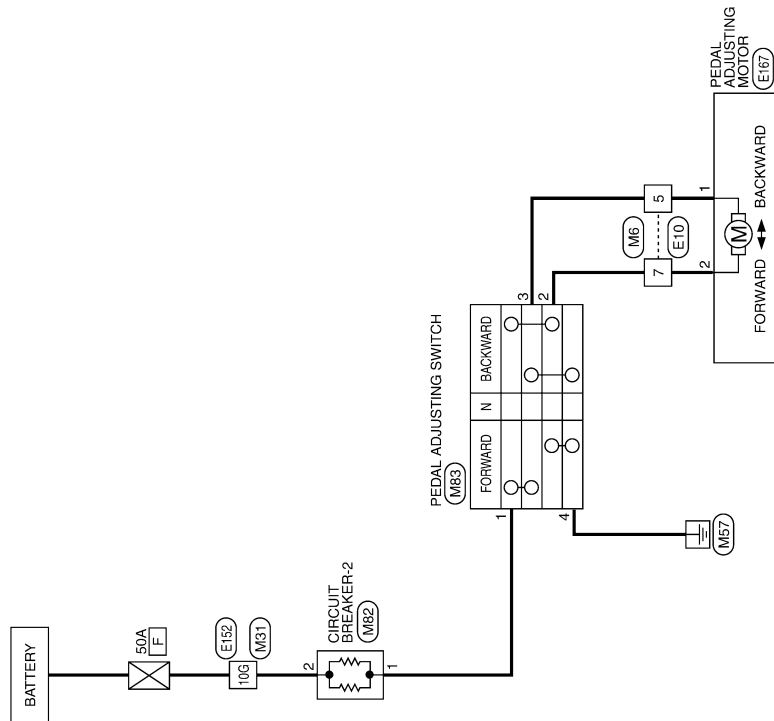 BATTERY
50A
F
E152
10G
M31
2
CIRCUIT
BREAKER-2
M82
1
PEDAL ADJUSTING SWITCH
M83
FORWARD
N
BACKWARD
1
4
3
2
M57
M6
7
5
E10
2
1
PEDAL
ADJUSTING
MOTOR
E167
M
FORWARD
BACKWARD